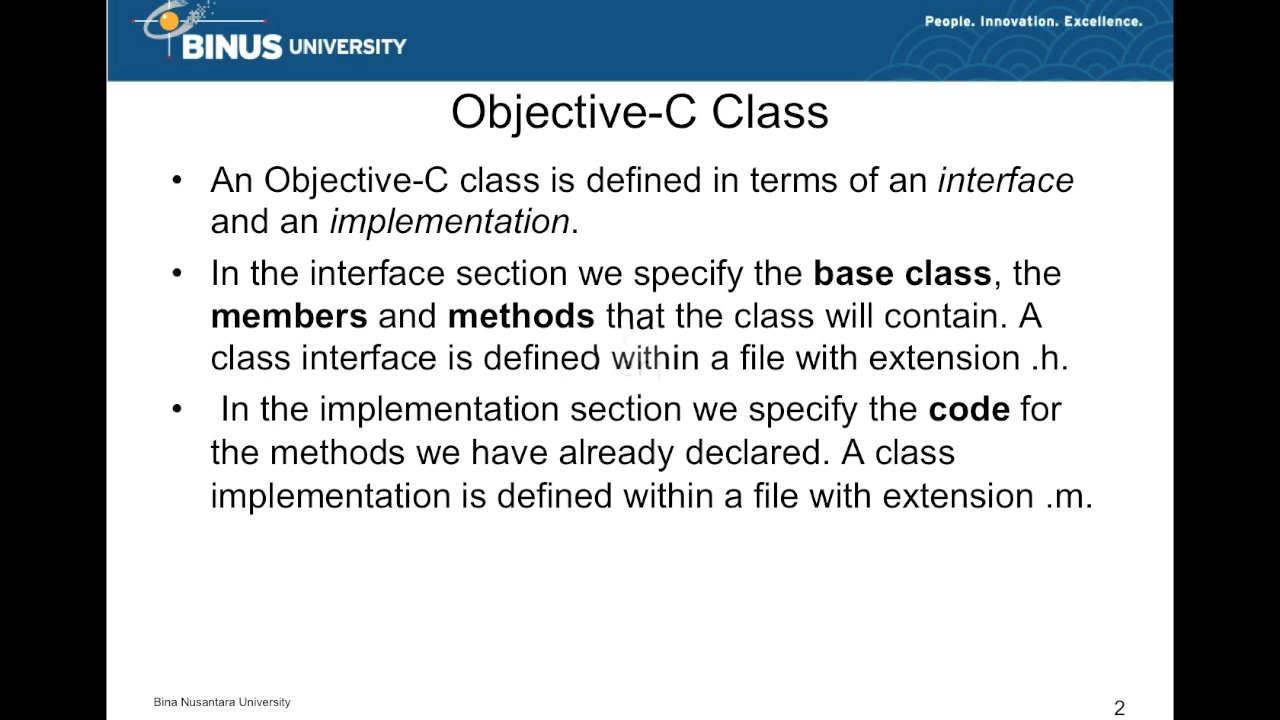 People. Innovation. Excellence.
BINUS UNIVERSITY
Objective-C Class
• An Objective-C class is defined in terms of an interface
and an implementation.
• In the interface section we specify the base class, the
members and methods that the class will contain. A
class interface is defined within a file with extension .h.
• In the implementation section we specify the code for
the methods we have already declared. A class
implementation is defined within a file with extension .m.
Bina Nusantara University
2